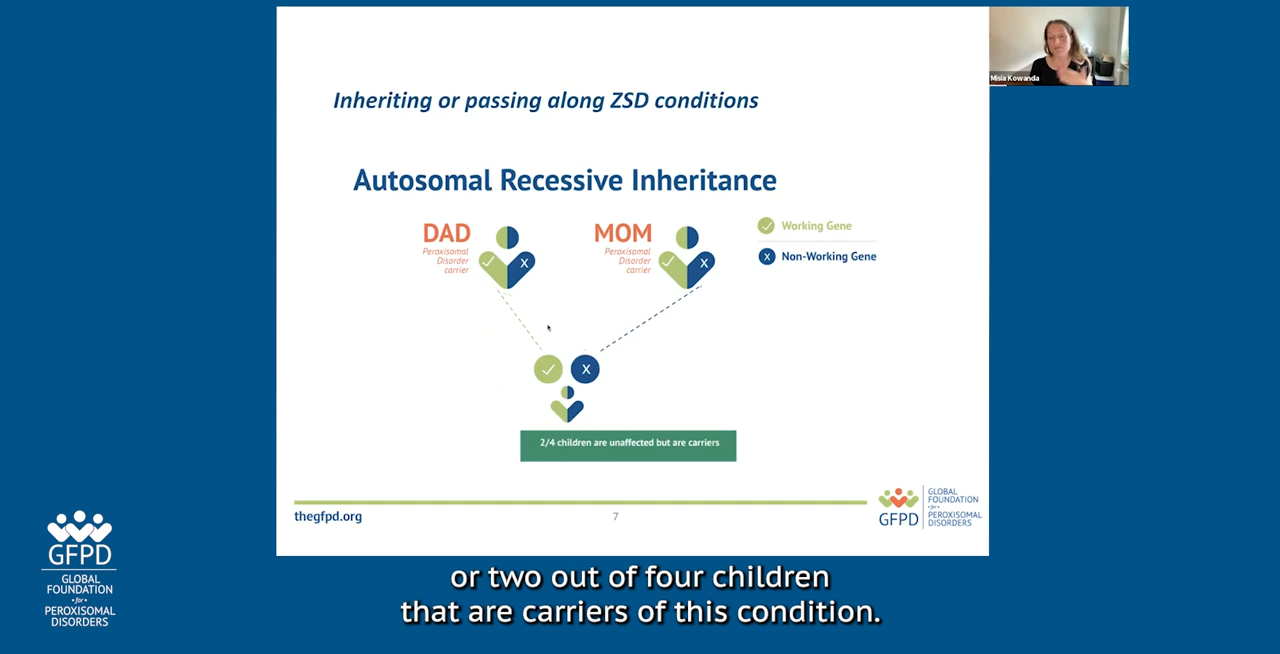 Misia Kowanda
Inheriting or passing along ZSD conditions
Autosomal Recessive Inheritance
DAD
Peroxisomal
Disorder
carrier
X
MOM
Peroxisomal
Disorder
carrier
X
Working Gene
X Non-Working Gene
X
2/4 children are unaffected but are carriers
thegfpd.org
7
GFPD
GLOBAL
FOUNDATION
for
PEROXISOMAL
DISORDERS
GFPD
GLOBAL
FOUNDATION
for
PEROXISOMAL
DISORDERS
or two out of four children
that are carriers of this condition.